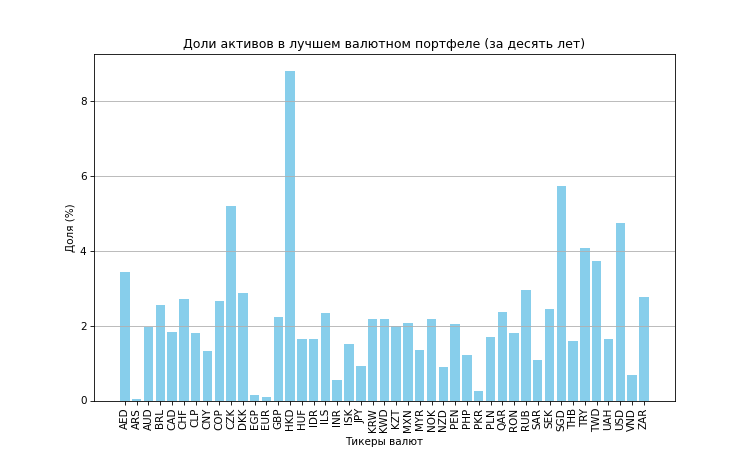 Доли активов в лучшем валютном портфеле (за десять лет)
Доля (%)
8
6
4
2
0
AED ARS AUD BRL CAD CHF CLP CNY COP CZK DKK EGP EUR GBP HKD HUF IDR ILS INR ISK JPY KRW KWD KZT MXN MYR NOK NZD PEN PHP PKR PLN QAR RON RUB SAR SEK SGD THB TRY TWD UAH USD VND ZAR
Тикеры валют